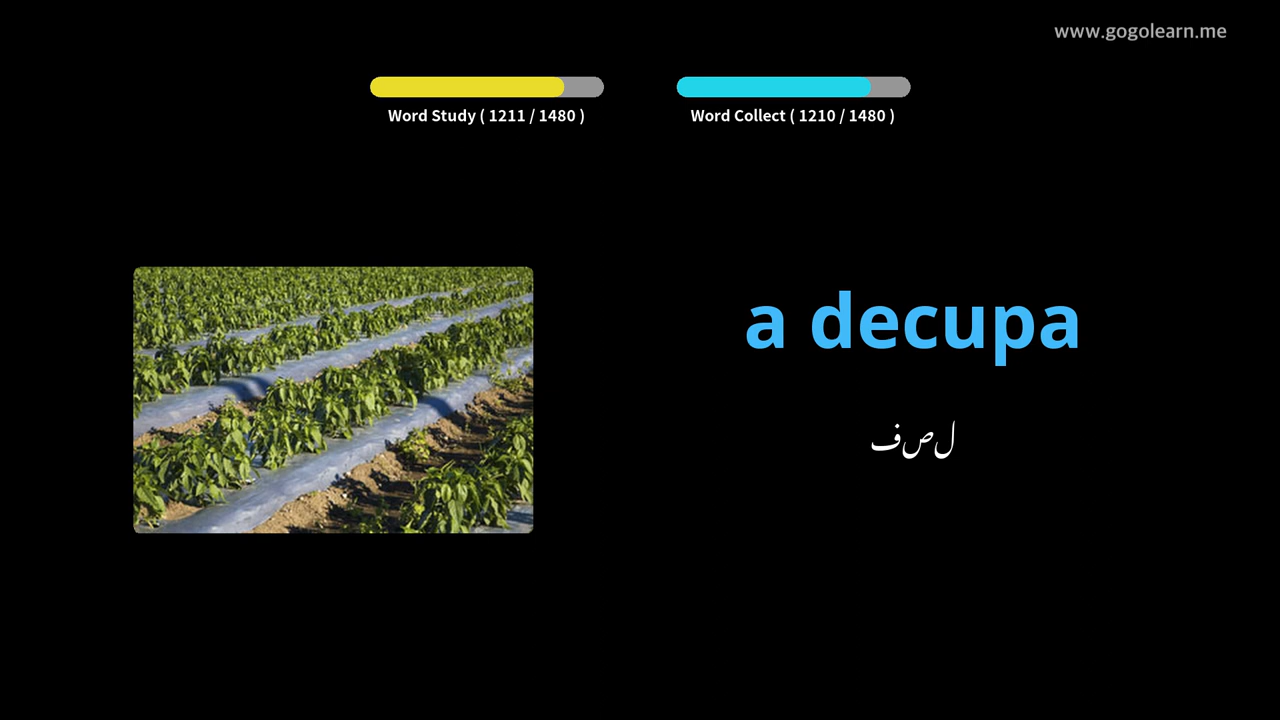 www.gogolearn.me
Word Study ( 1211 / 1480 )
Word Collect ( 1210 / 1480 )
a decupa
فصل